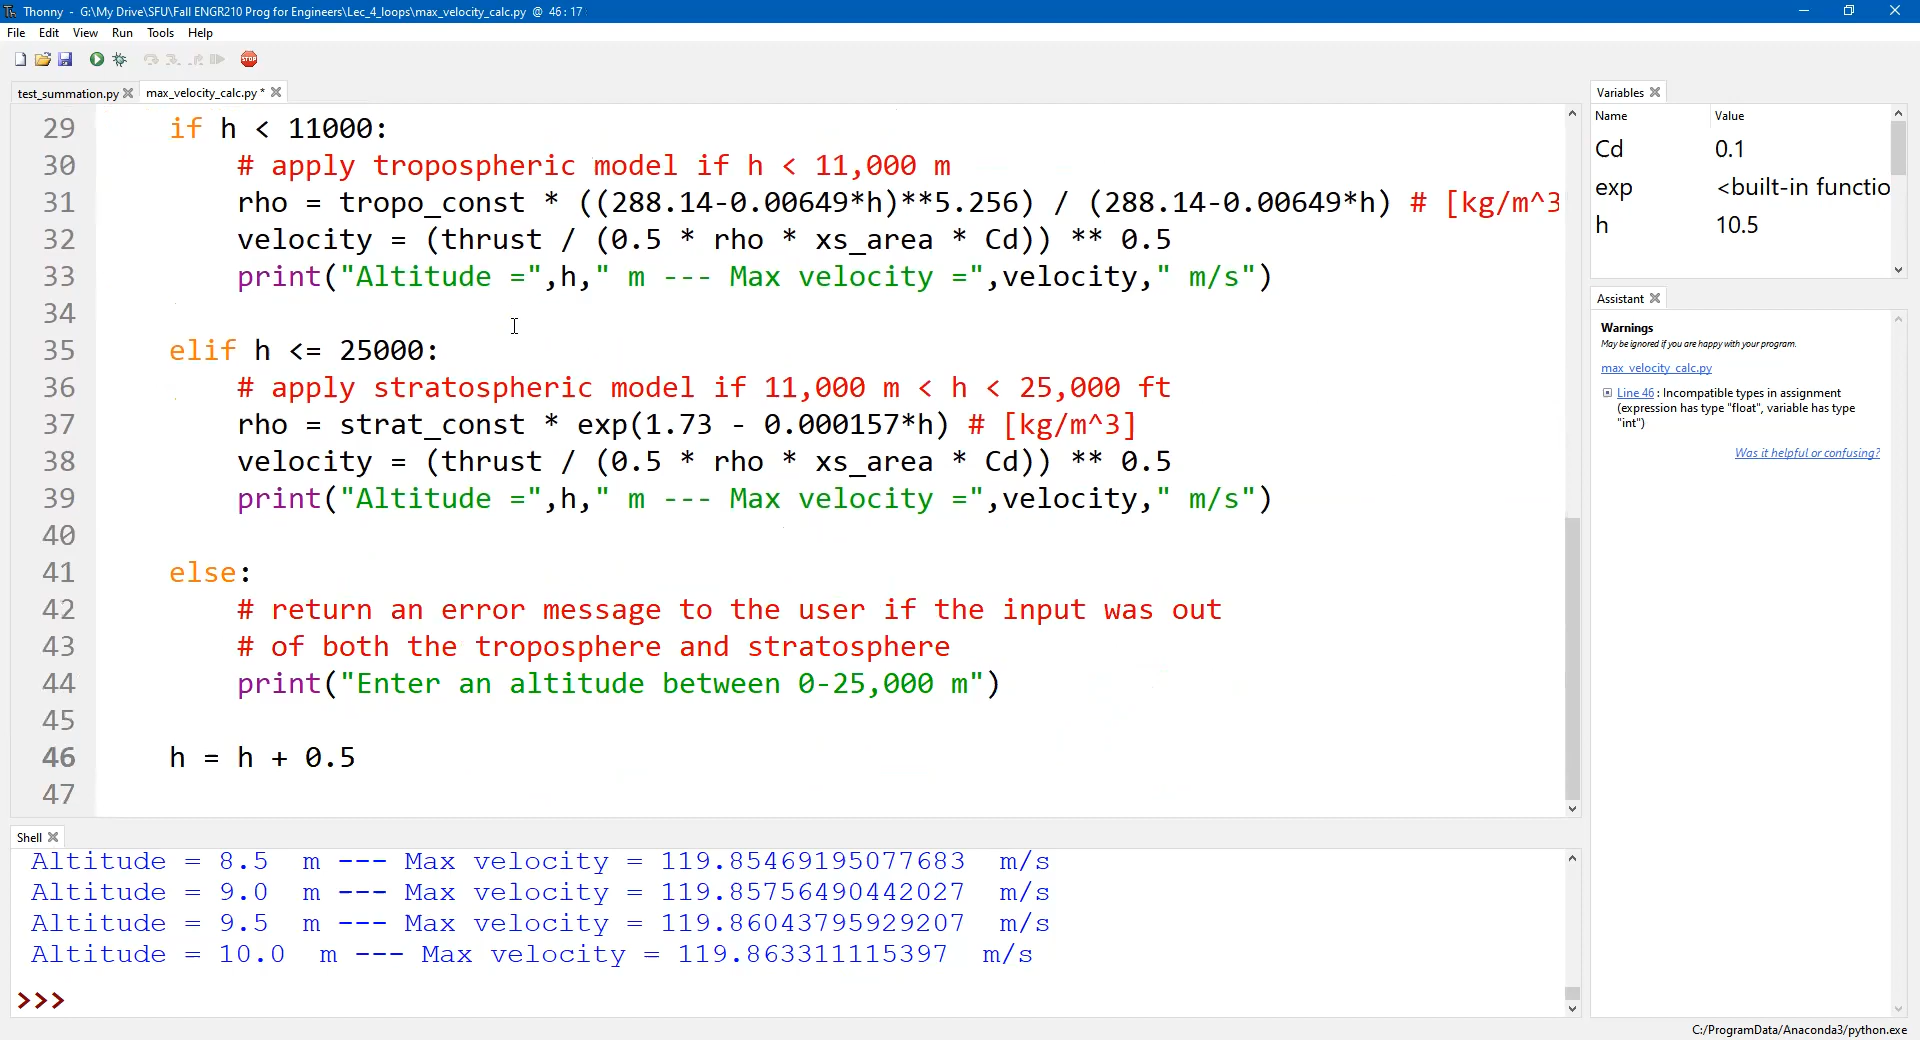 Thonny - G:\My Drive\SFU\Fall ENGR210 Prog for Engineers\Lec_4_loops\max_velocity_calc.py @ 46 : 17
File Edit View Run Tools Help
STOP
test_summation.py
max_velocity_calc.py *
29 if h < 11000:
30 # apply tropospheric model if h < 11,000 m
31 rho = tropo_const * ((288.14-0.00649*h)**5.256) / (288.14-0.00649*h) # [kg/m^3
32 velocity = (thrust / (0.5 * rho * xs_area * Cd)) ** 0.5
33 print("Altitude =",h," m --- Max velocity =",velocity," m/s")
34
35 elif h <= 25000:
36 # apply stratospheric model if 11,000 m < h < 25,000 ft
37 rho = strat_const * exp(1.73 - 0.000157*h) # [kg/m^3]
38 velocity = (thrust / (0.5 * rho * xs_area * Cd)) ** 0.5
39 print("Altitude =",h," m --- Max velocity =",velocity," m/s")
40
41 else:
42 # return an error message to the user if the input was out
43 # of both the troposphere and stratosphere
44 print("Enter an altitude between 0-25,000 m")
45
46 h = h + 0.5
47
Shell
Altitude = 8.5  m --- Max velocity = 119.85469195077683  m/s
Altitude = 9.0  m --- Max velocity = 119.85756490442027  m/s
Altitude = 9.5  m --- Max velocity = 119.86043795929207  m/s
Altitude = 10.0  m --- Max velocity = 119.863311115397  m/s
>>>
Variables
Name Value
Cd 0.1
exp <built-in functio
h 10.5
Assistant
Warnings
May be ignored if you are happy with your program.
max_velocity_calc.py
Line 46 : Incompatible types in assignment
(expression has type "float", variable has type
"int")
Was it helpful or confusing?
C:/ProgramData/Anaconda3/python.exe